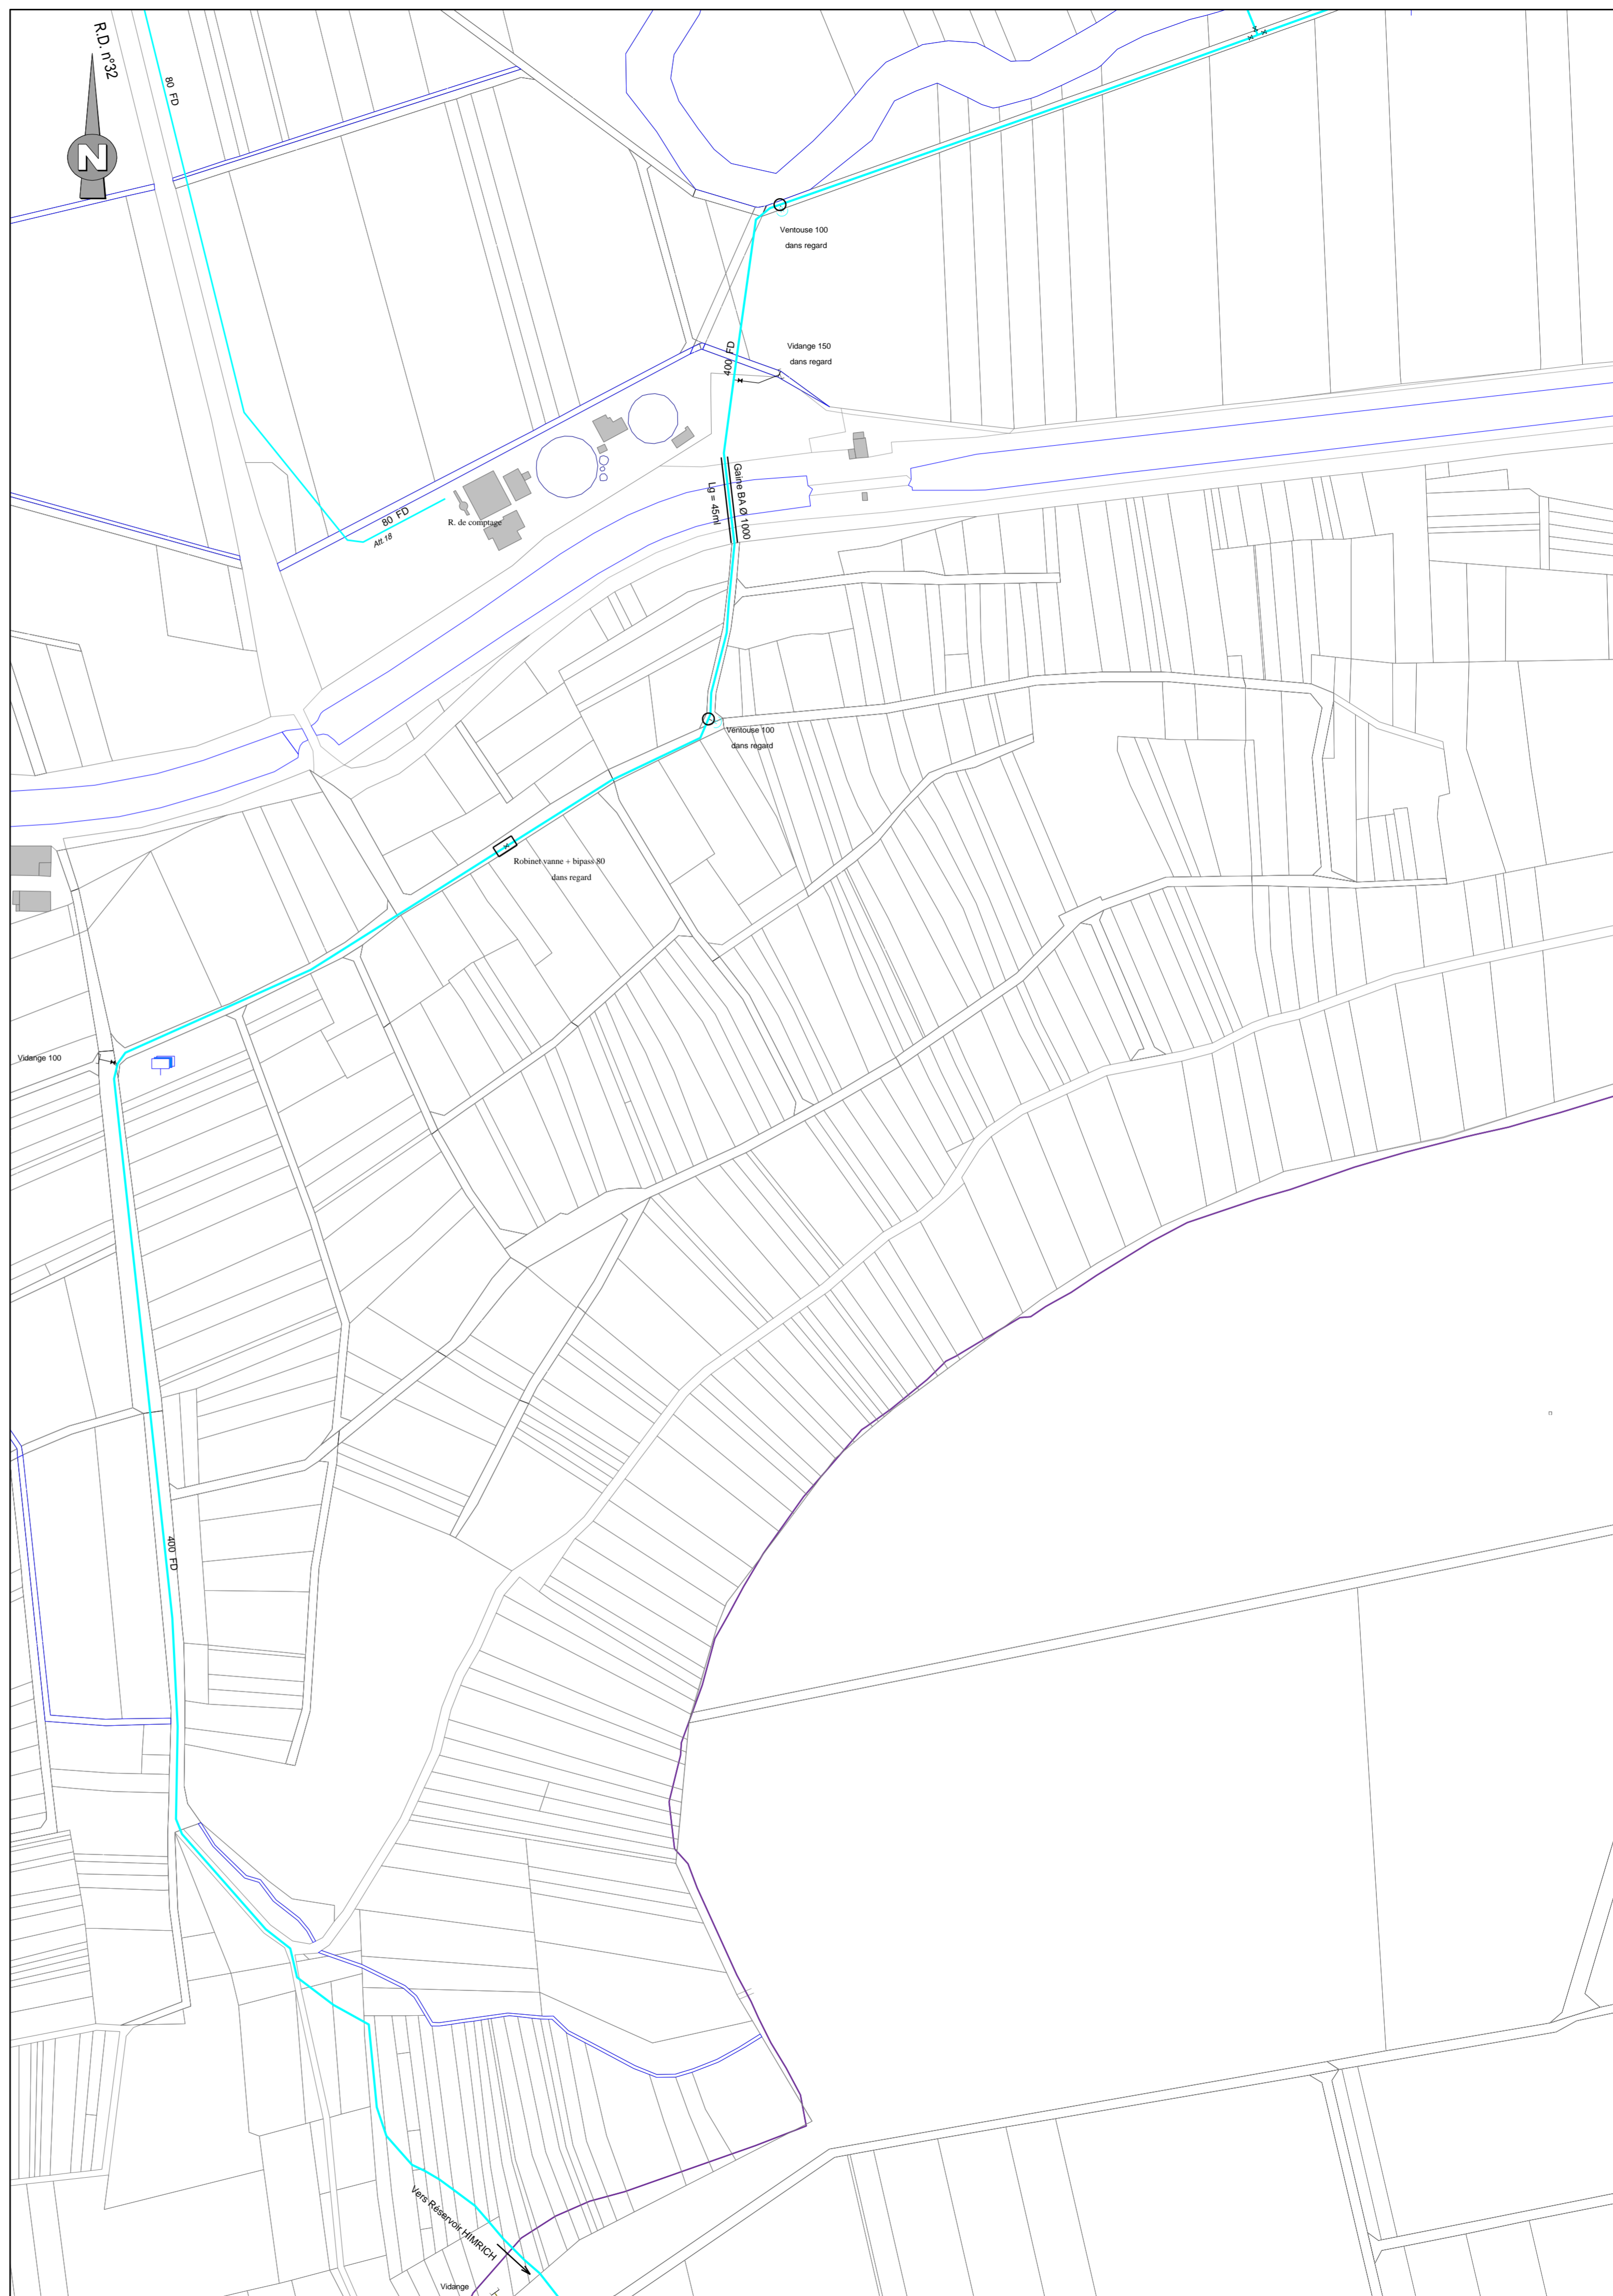 R.D. n°32
80 FD
N
Ventouse 100
dans regard
400 FD
Vidange 150
dans regard
Gaine BA Ø 1000
Lg = 45ml
80 FD
Att.18
R. de comptage
Ventouse 100
dans regard
Robinet vanne + bipass 80
dans regard
Vidange 100
400 FD
Vers Réservoir HIMRICH
Vidange